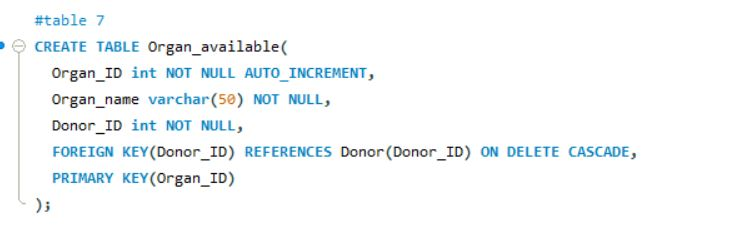 #table 7
CREATE TABLE Organ_available(
Organ_ID int NOT NULL AUTO_INCREMENT,
Organ_name varchar(50) NOT NULL,
Donor_ID int NOT NULL,
FOREIGN KEY(Donor_ID) REFERENCES Donor(Donor_ID) ON DELETE CASCADE,
PRIMARY KEY(Organ_ID)
);